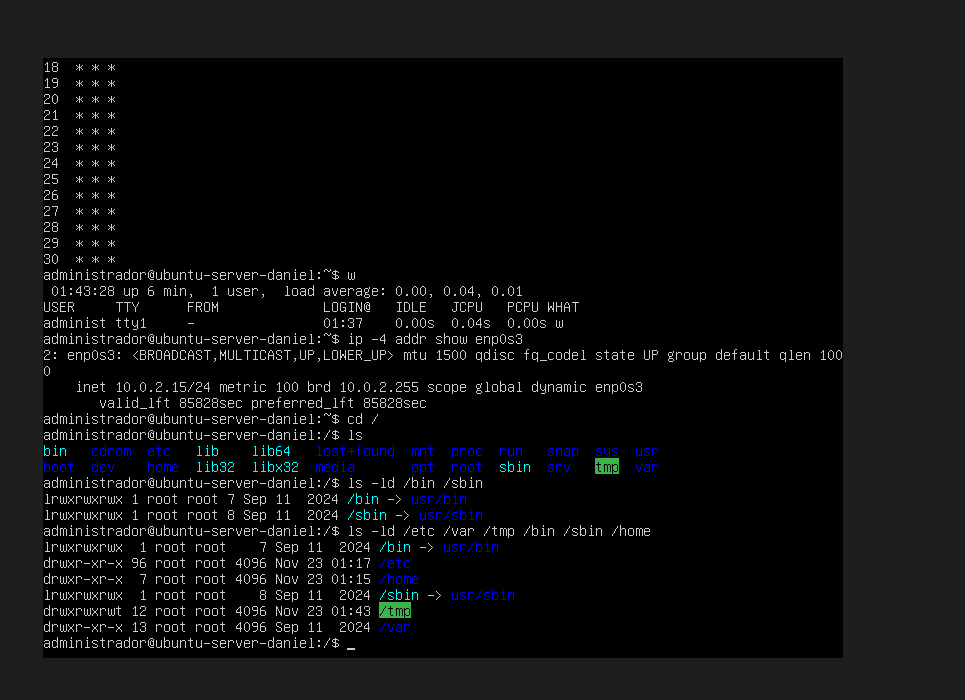 18  * * *
19  * * *
20  * * *
21  * * *
22  * * *
23  * * *
24  * * *
25  * * *
26  * * *
27  * * *
28  * * *
29  * * *
30  * * *
administrador@ubuntu-server-daniel:~$ w
 01:43:28 up 6 min,  1 user,  load average: 0.00, 0.04, 0.01
USER     TTY      FROM             LOGIN@   IDLE   JCPU   PCPU WHAT
administ tty1     -                01:37    0.00s  0.04s  0.00s w
administrador@ubuntu-server-daniel:~$ ip -4 addr show enp0s3
2: enp0s3: <BROADCAST,MULTICAST,UP,LOWER_UP> mtu 1500 qdisc fq_codel state UP group default qlen 100
0
    inet 10.0.2.15/24 metric 100 brd 10.0.2.255 scope global dynamic enp0s3
       valid_lft 85828sec preferred_lft 85828sec
administrador@ubuntu-server-daniel:~$ cd /
administrador@ubuntu-server-daniel:/$ ls
bin   cdrom  etc   lib    lib64   lost+found  mnt  proc  run   snap  sys  usr
boot  dev    home  lib32  libx32  media       opt  root  sbin  srv   tmp  var
administrador@ubuntu-server-daniel:/$ ls -ld /bin /sbin
lrwxrwxrwx 1 root root 7 Sep 11  2024 /bin -> usr/bin
lrwxrwxrwx 1 root root 8 Sep 11  2024 /sbin -> usr/sbin
administrador@ubuntu-server-daniel:/$ ls -ld /etc /var /tmp /bin /sbin /home
lrwxrwxrwx  1 root root    7 Sep 11  2024 /bin -> usr/bin
drwxr-xr-x 96 root root 4096 Nov 23 01:17 /etc
drwxr-xr-x  7 root root 4096 Nov 23 01:15 /home
lrwxrwxrwx  1 root root    8 Sep 11  2024 /sbin -> usr/sbin
drwxrwxrwt 12 root root 4096 Nov 23 01:43 /tmp
drwxr-xr-x 13 root root 4096 Sep 11  2024 /var
administrador@ubuntu-server-daniel:/$ _